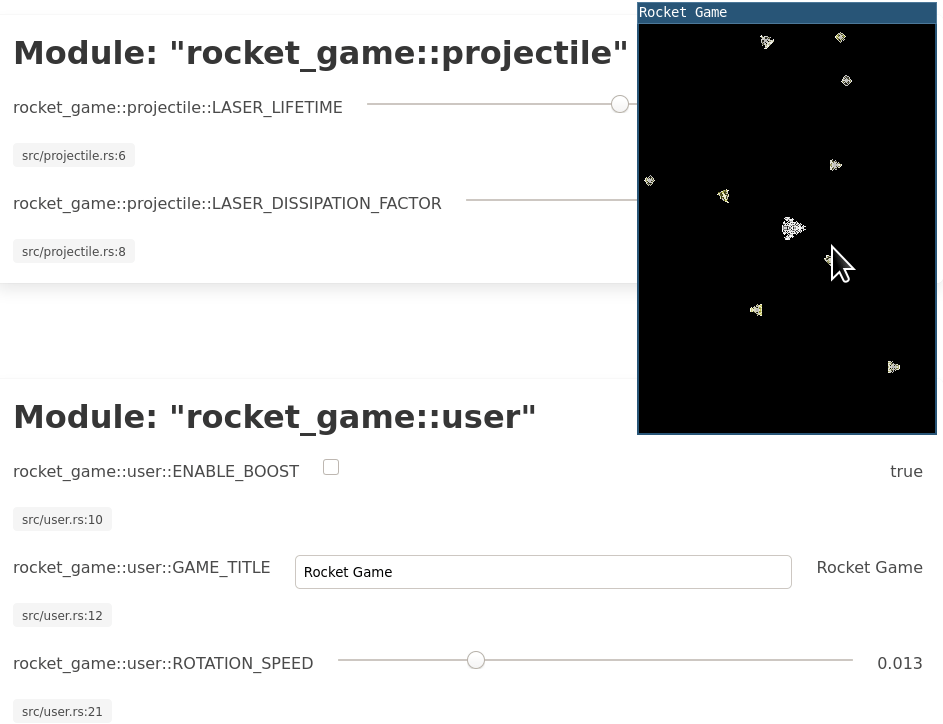 Rocket Game
Module: "rocket_game::projectile"
rocket_game::projectile::LASER_LIFETIME
src/projectile.rs:6
rocket_game::projectile::LASER_DISSIPATION_FACTOR
src/projectile.rs:8
Module: "rocket_game::user"
rocket_game::user::ENABLE_BOOST true
src/user.rs:10
rocket_game::user::GAME_TITLE Rocket Game Rocket Game
src/user.rs:12
rocket_game::user::ROTATION_SPEED 0.013
src/user.rs:21